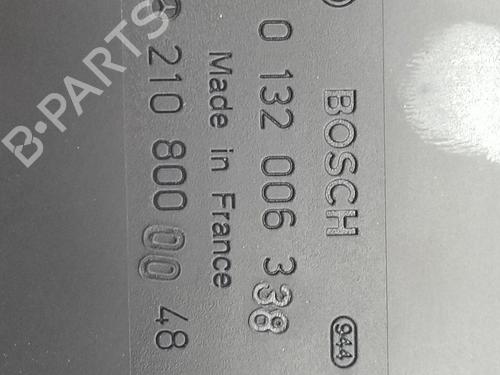 BOSCH 944
0 132 006 338
Made in France
210 800 00 48
B-PARTS